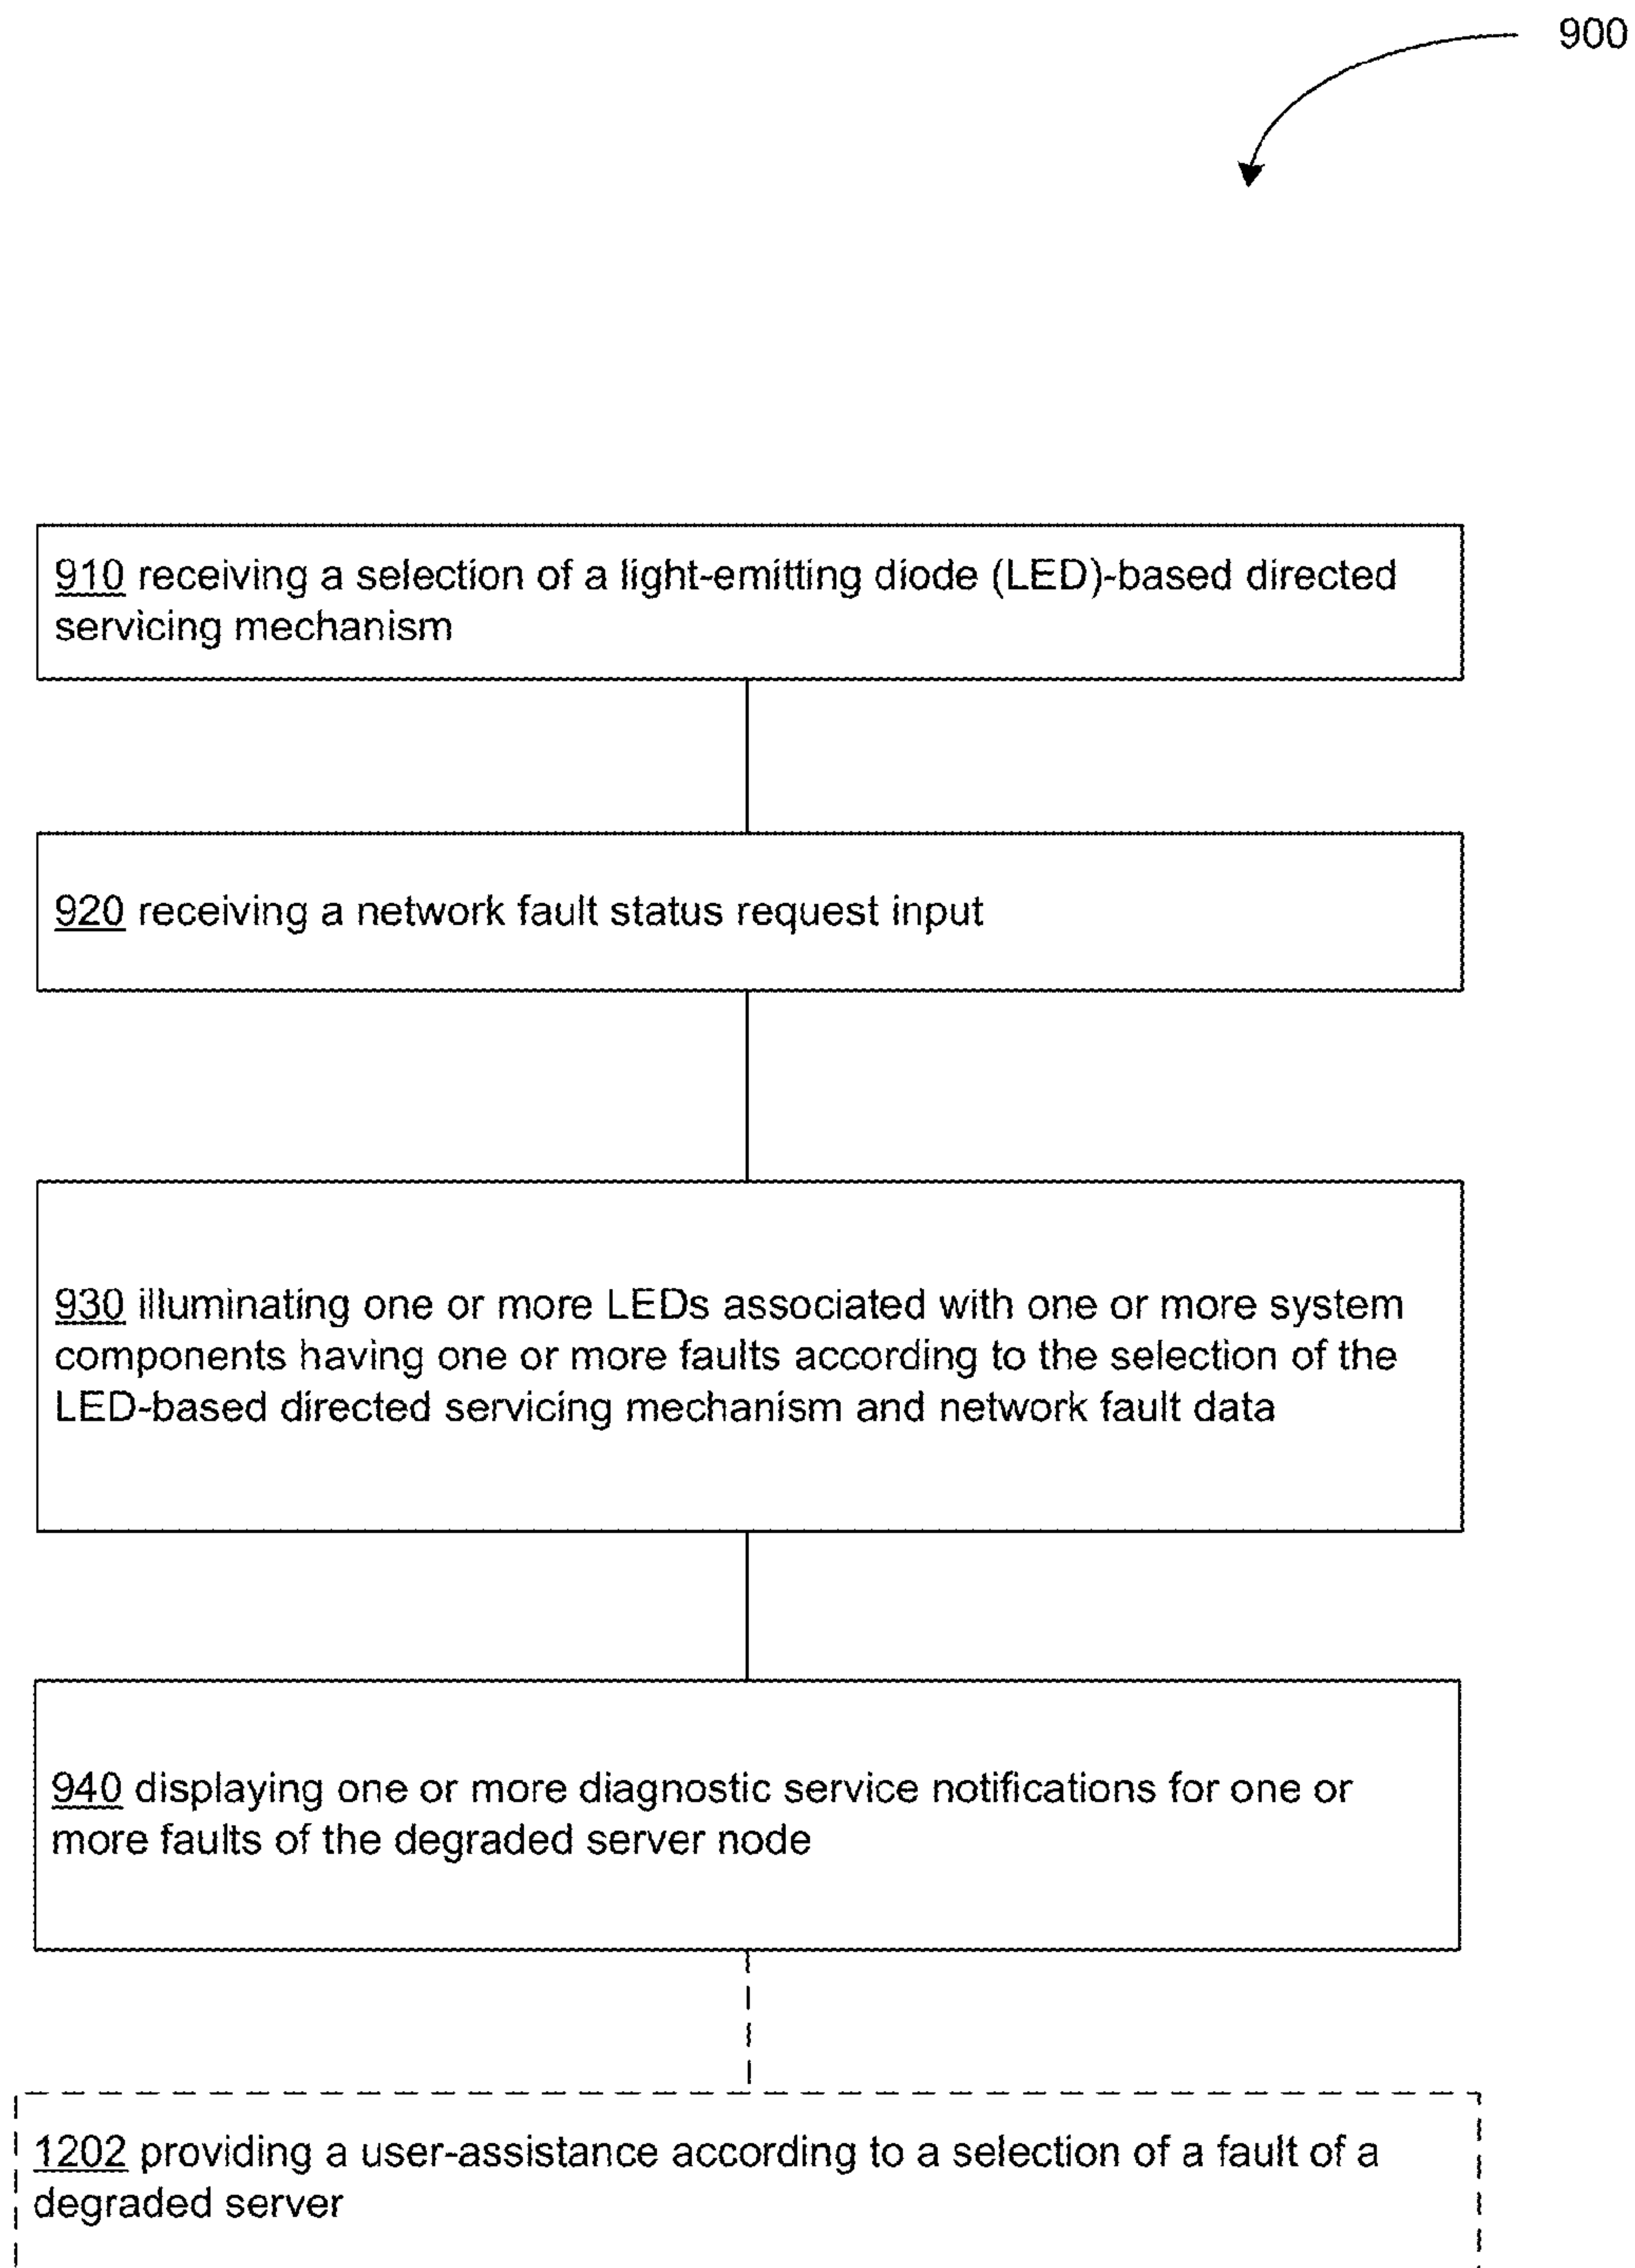 900
910 receiving a selection of a light-emitting diode (LED)-based directed
servicing mechanism
920 receiving a network fault status request input
930 illuminating one or more LEDs associated with one or more system
components having one or more faults according to the selection of the
LED-based directed servicing mechanism and network fault data
940 displaying one or more diagnostic service notifications for one or
more faults of the degraded server node
1202 providing a user-assistance according to a selection of a fault of a
degraded server